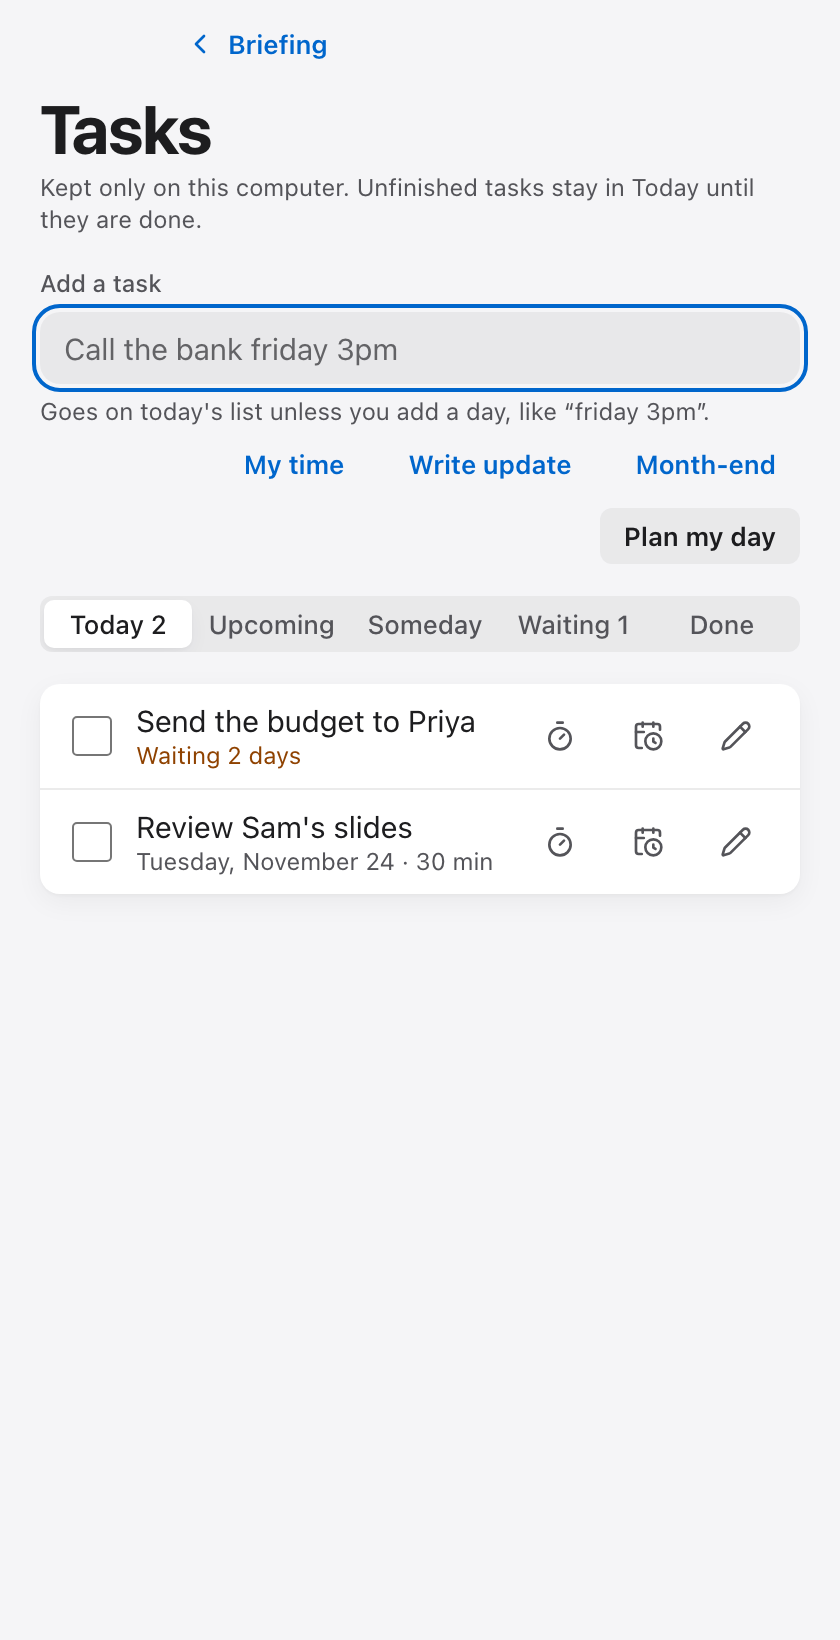 Briefing
Tasks
Kept only on this computer. Unfinished tasks stay in Today until
they are done.
Add a task
Call the bank friday 3pm
Goes on today's list unless you add a day, like “friday 3pm”.
My time Write update Month-end
Plan my day
Today 2 Upcoming Someday Waiting 1 Done
Send the budget to Priya
Waiting 2 days
Review Sam's slides
Tuesday, November 24 · 30 min